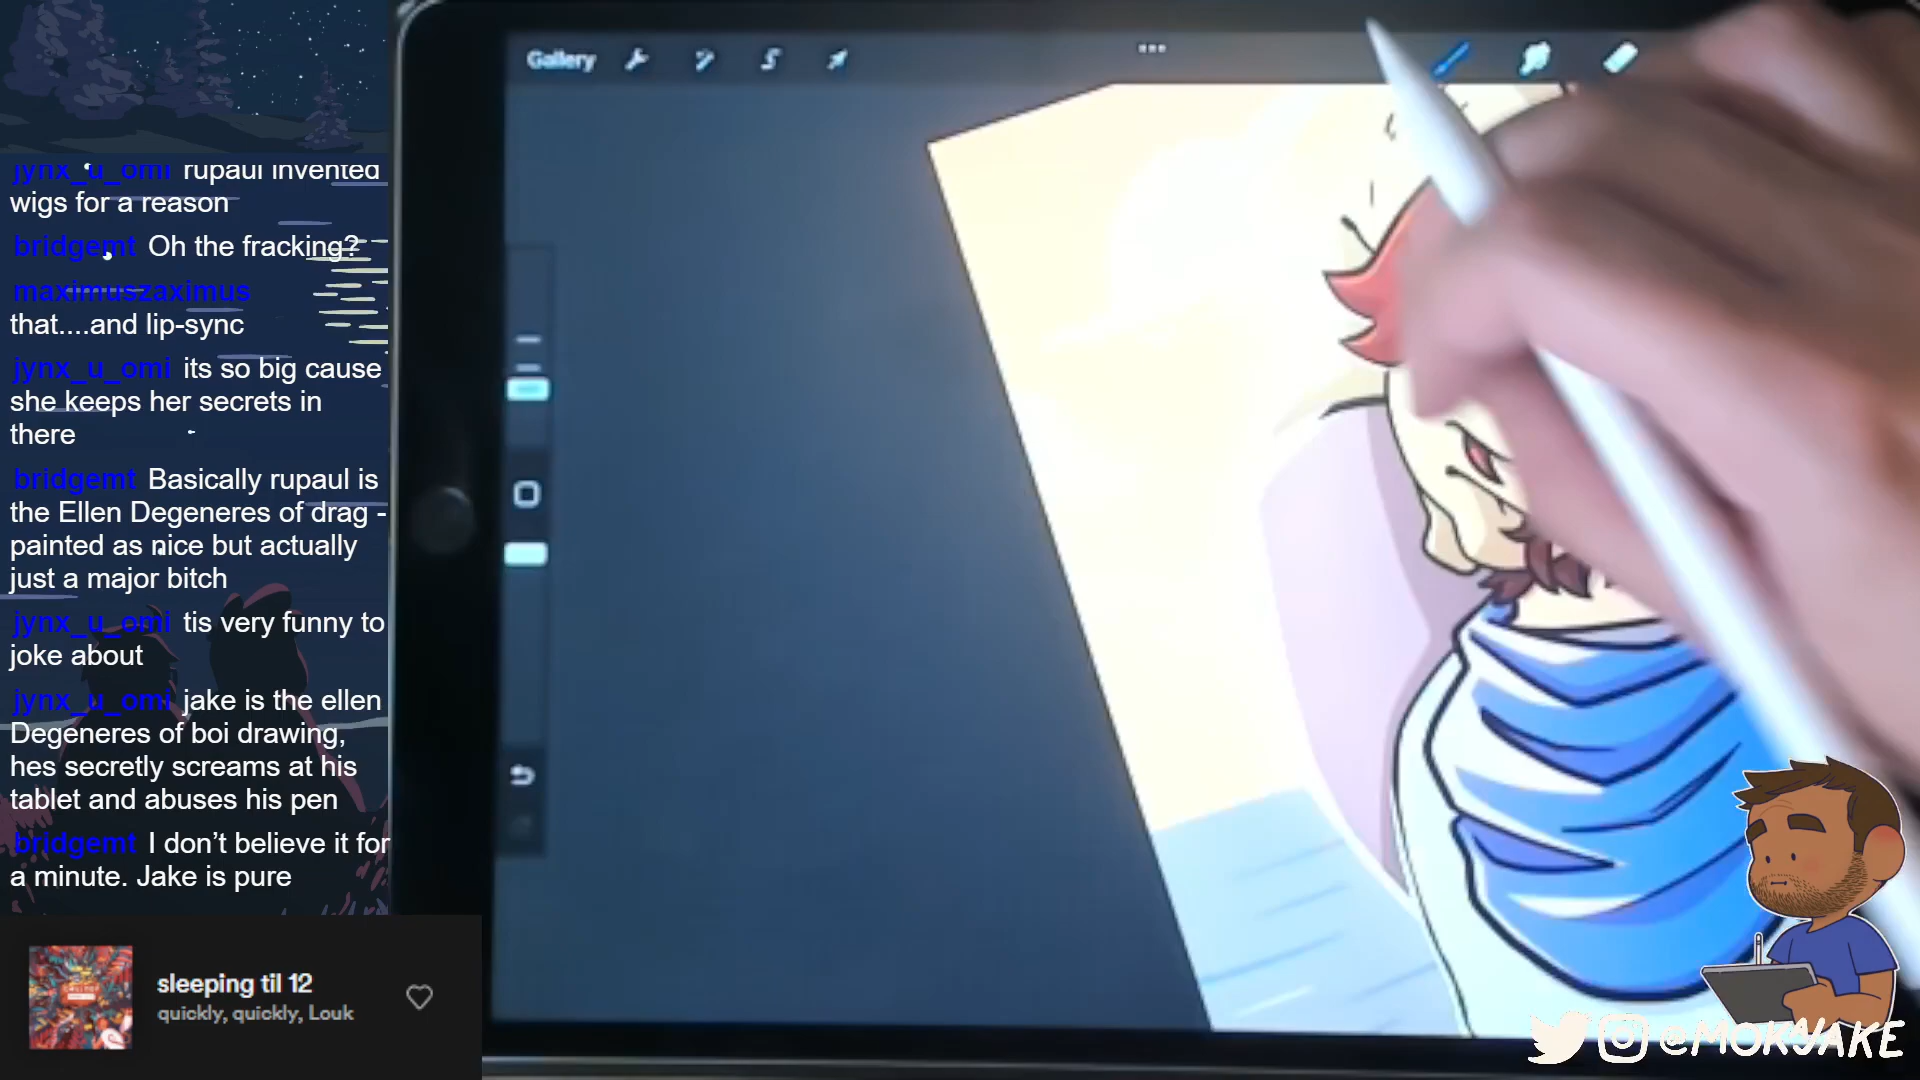 Gallery
jynx_u_omi rupaul invented
wigs for a reason
bridgemt Oh the fracking?
maximuszaximus
that....and lip-sync
jynx_u_omi its so big cause
she keeps her secrets in
there
bridgemt Basically rupaul is
the Ellen Degeneres of drag -
painted as nice but actually
just a major bitch
jynx_u_omi tis very funny to
joke about
jynx_u_omi jake is the ellen
Degeneres of boi drawing,
hes secretly screams at his
tablet and abuses his pen
bridgemt I don’t believe it for
a minute. Jake is pure
sleeping til 12
quickly, quickly, Louk
@MOKYJAKE